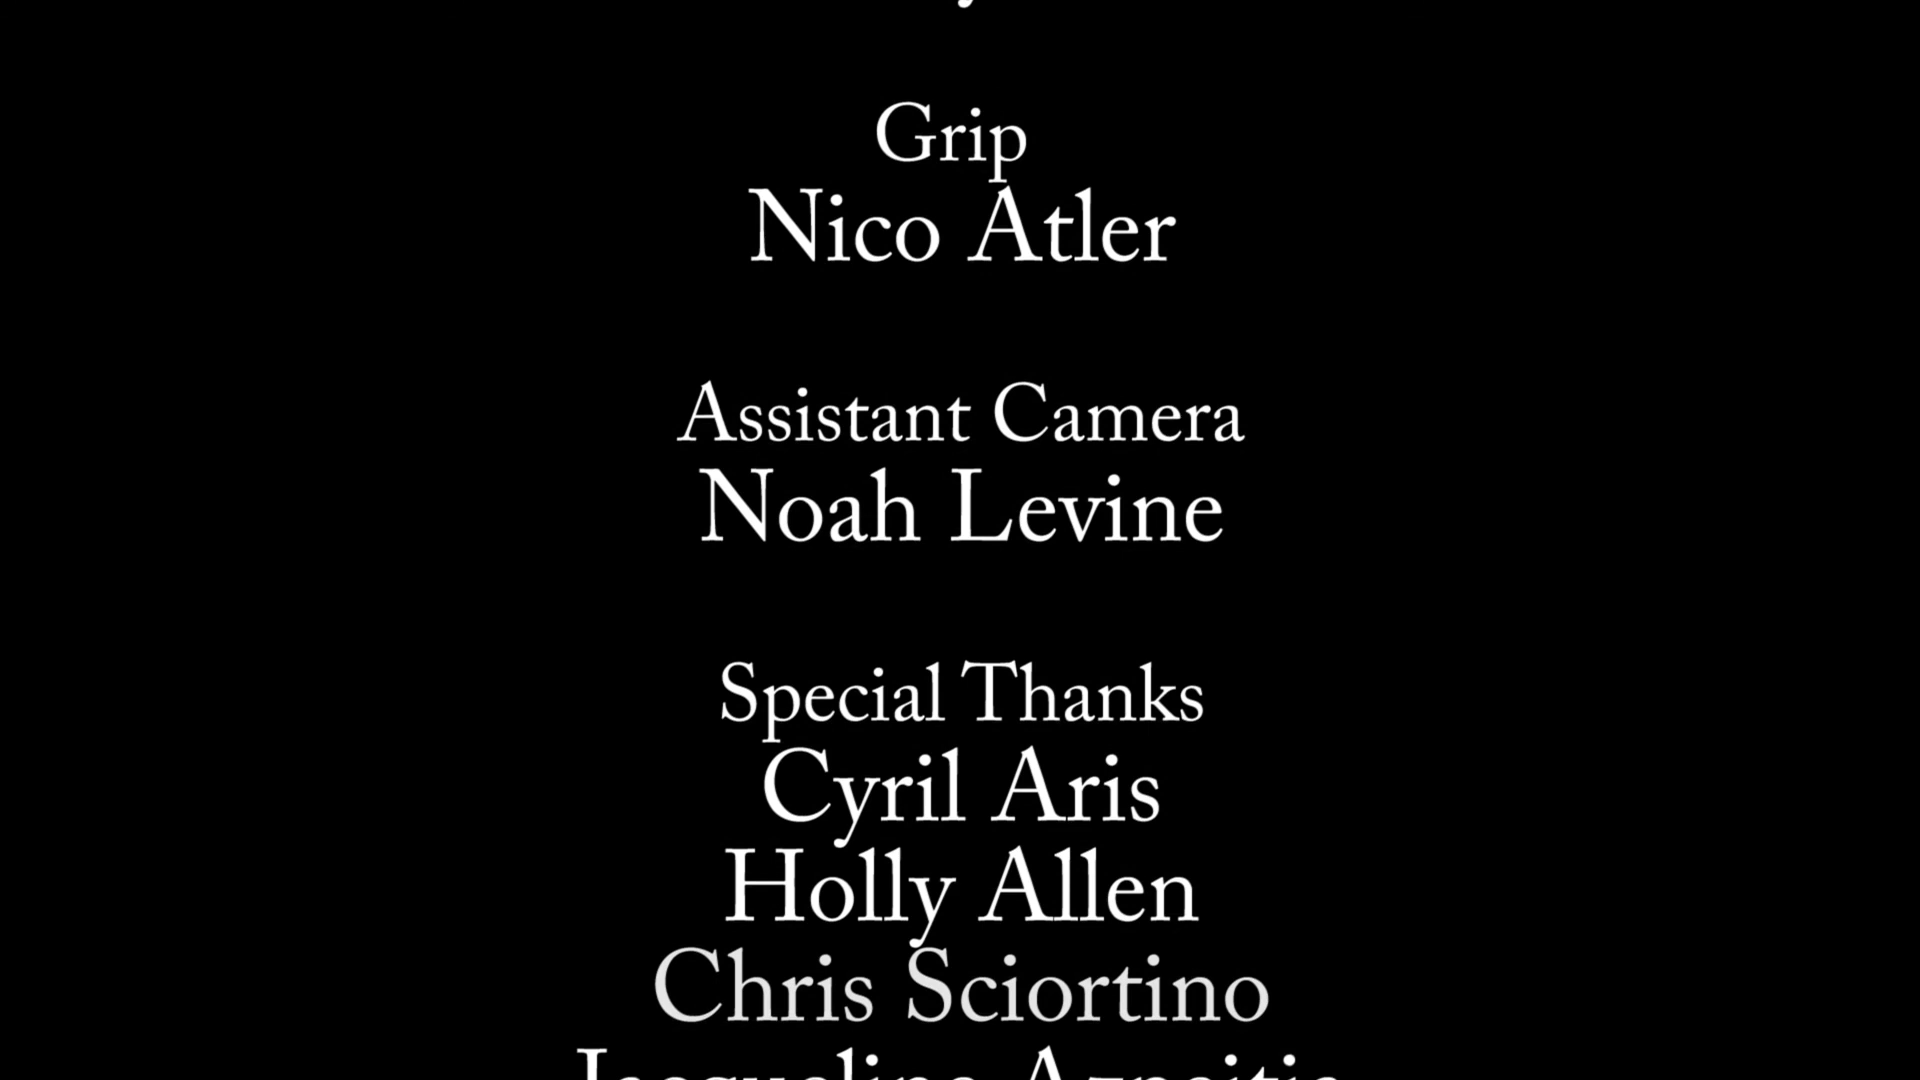 Grip
Nico Atler
Assistant Camera
Noah Levine
Special Thanks
Cyril Aris
Holly Allen
Chris Sciortino